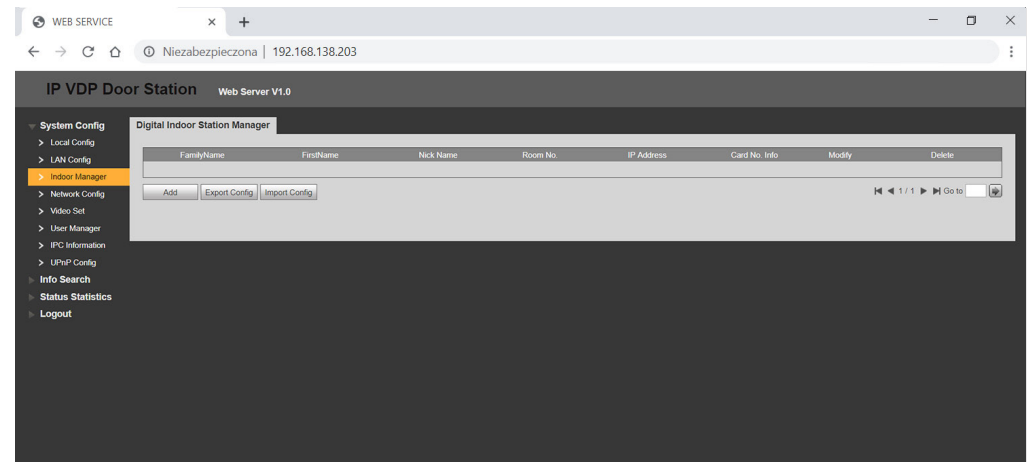 WEB SERVICE
Niezabezpieczona | 192.168.138.203
IP VDP Door Station Web Server V1.0
System Config
Local Config
LAN Config
Indoor Manager
Network Config
Video Set
User Manager
IPC Information
UPnP Config
Info Search
Status Statistics
Logout
Digital Indoor Station Manager
FamilyName FirstName Nick Name Room No. IP Address Card No. Info Modify Delete
Add Export Config Import Config 1 / 1 Go to